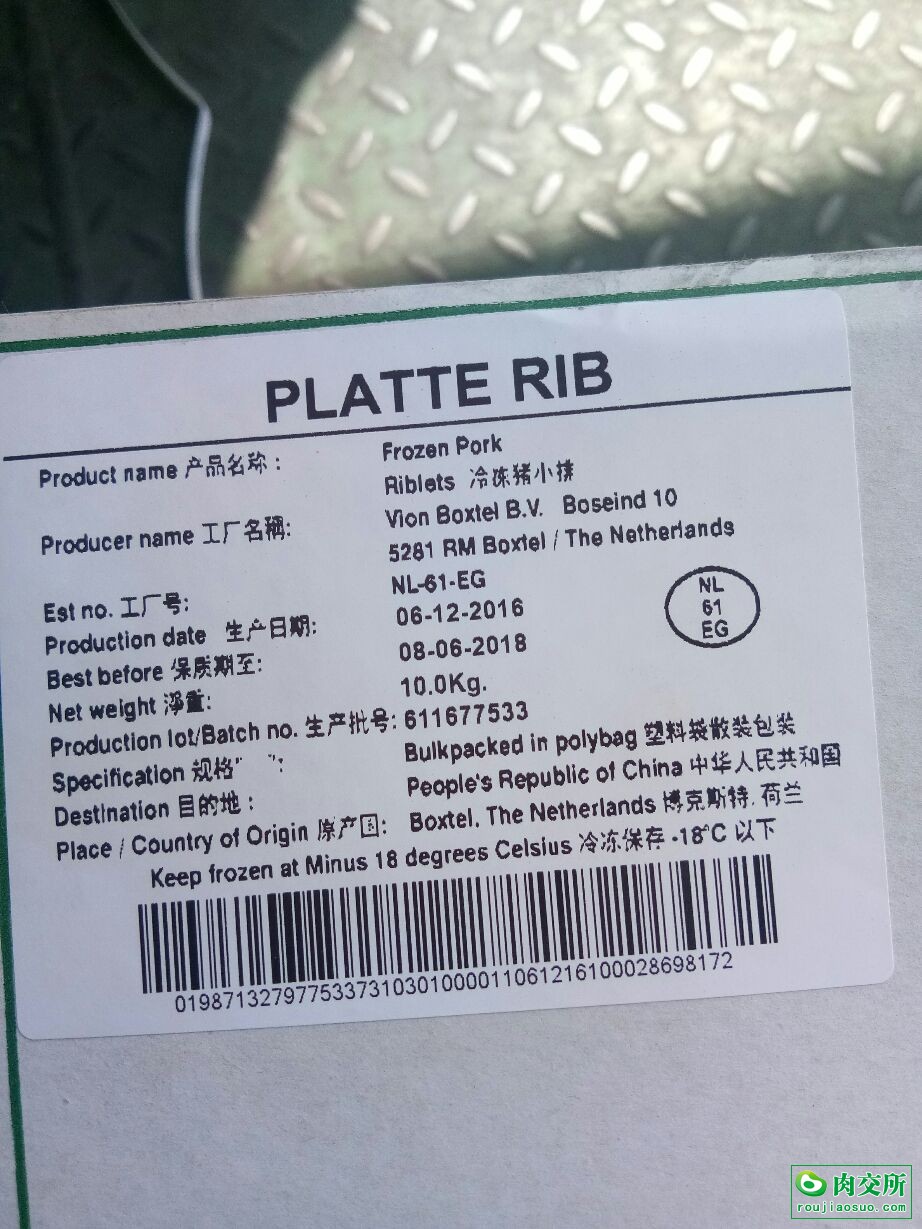 PLATTE RIB
Product name 产品名称 : Frozen Pork
Riblets 冷冻猪小排
Producer name 工厂名稱: Vion Boxtel B.V. Boseind 10
5281 RM Boxtel / The Netherlands
Est no. 工厂号: NL-61-EG
Production date 生产日期: 06-12-2016
Best before 保质期至: 08-06-2018
Net weight 淨重: 10.0Kg.
Production lot/Batch no. 生产批号: 611677533
Specification 规格 : Bulkpacked in polybag 塑料袋散装包装
Destination 目的地 : People's Republic of China 中华人民共和国
Place / Country of Origin 原产国: Boxtel. The Netherlands 博克斯特. 荷兰
Keep frozen at Minus 18 degrees Celsius 冷冻保存 -18°C 以下
NL
61
EG
0198713279775337310301000011061216100028698172
肉交所
roujiaosuo.com